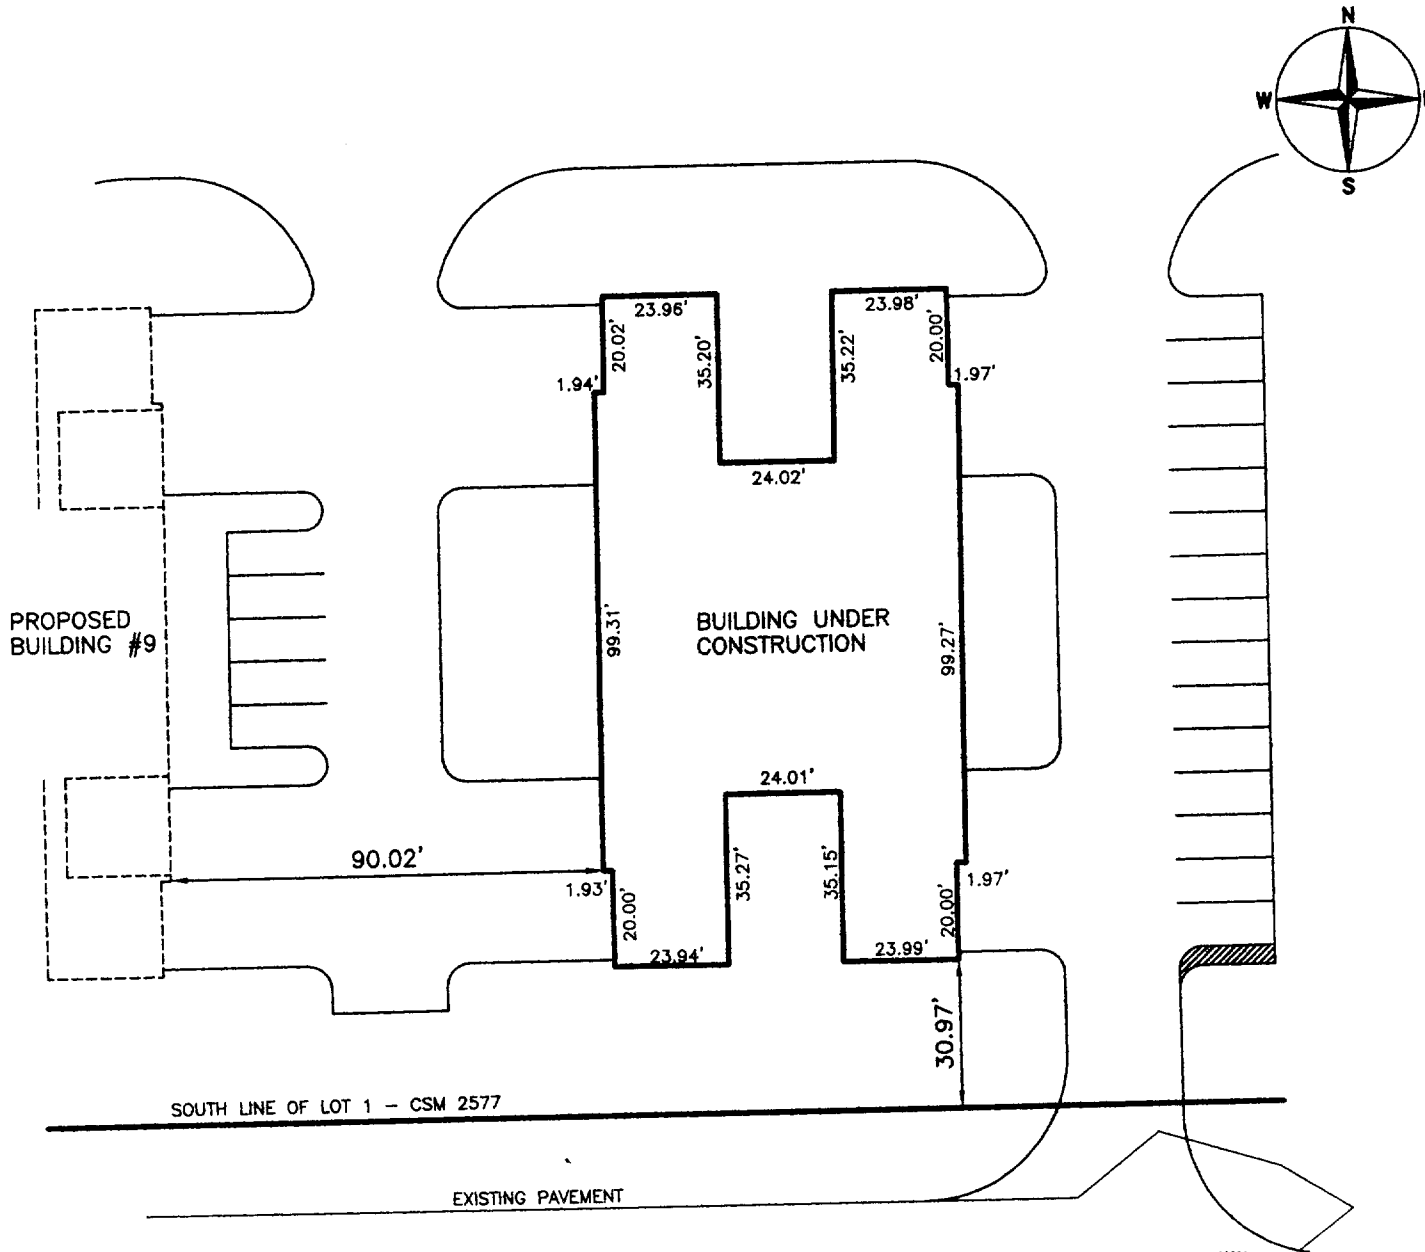 N
W
S
23.96'
23.98'
20.02'
35.20'
35.22'
20.00'
1.94'
1.97'
24.02'
PROPOSED
BUILDING #9
99.31'
BUILDING UNDER
CONSTRUCTION
99.27'
24.01'
90.02'
1.93'
20.00'
35.27'
35.15'
20.00'
1.97'
23.94'
23.99'
30.97'
SOUTH LINE OF LOT 1 – CSM 2577
EXISTING PAVEMENT